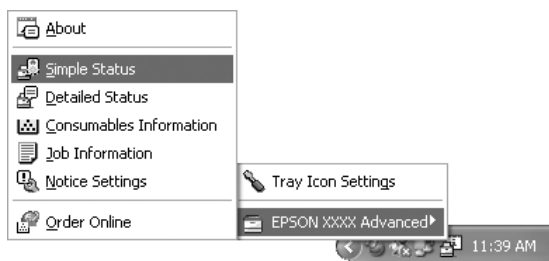 About
Simple Status
Detailed Status
Consumables Information
Job Information
Notice Settings
Order Online
Tray Icon Settings
EPSON XXXX Advanced
11:39 AM